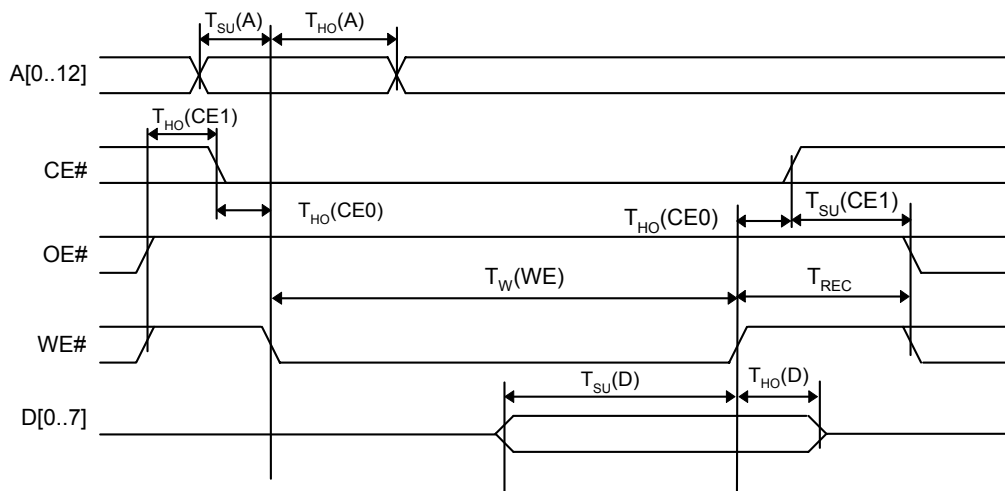 T_SU(A) T_HO(A)
A[0..12]
T_HO(CE1)
CE#
T_HO(CE0) T_HO(CE0) T_SU(CE1)
OE#
T_W(WE) T_REC
WE#
T_SU(D) T_HO(D)
D[0..7]